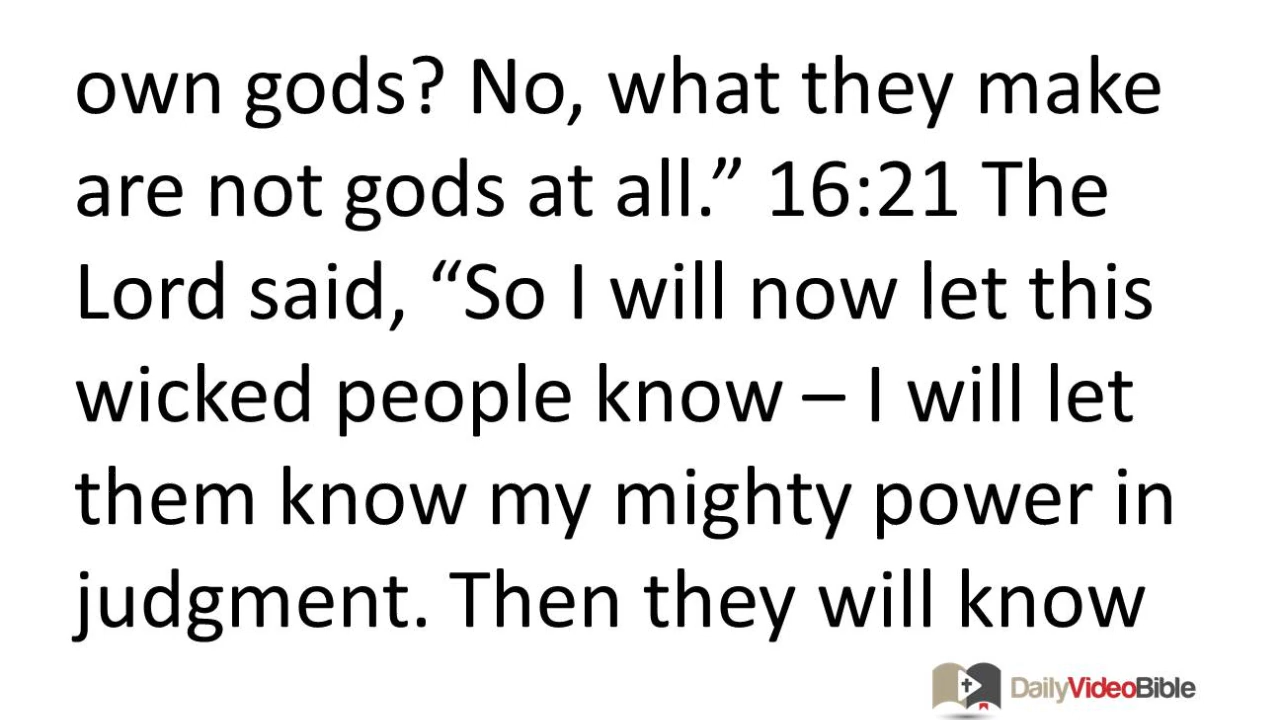 own gods? No, what they make
are not gods at all.” 16:21 The
Lord said, “So I will now let this
wicked people know – I will let
them know my mighty power in
judgment. Then they will know
DailyVideoBible